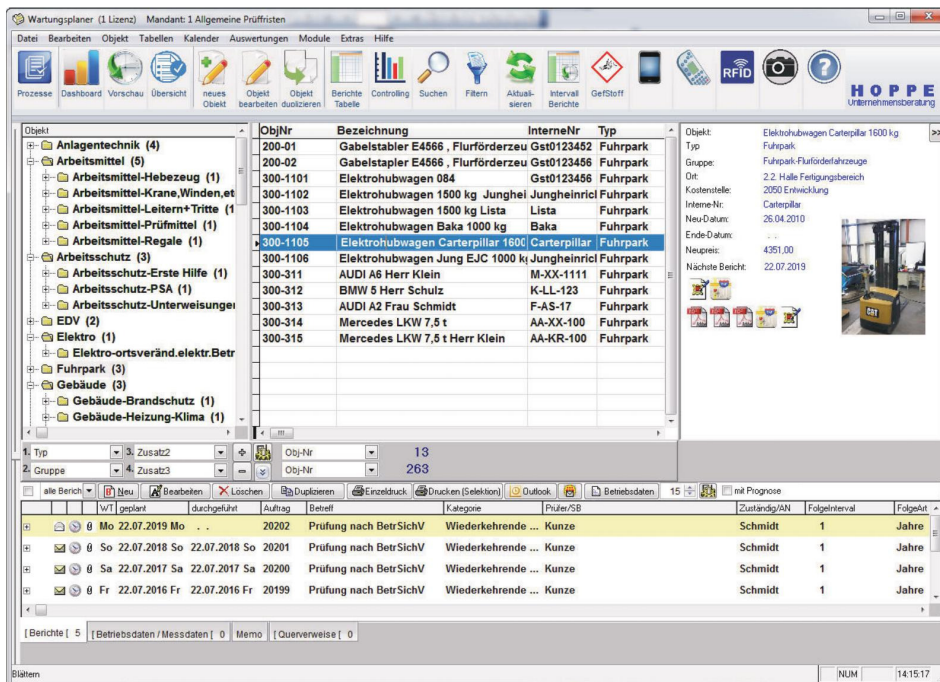 Wartungsplaner (1 Lizenz) Mandant: 1 Allgemeine Prüffristen
Datei Bearbeiten Objekt Tabellen Kalender Auswertungen Module Extras Hilfe
Prozesse Dashboard Vorschau Übersicht neues Objekt Objekt bearbeiten Objekt duplizieren Berichte Tabelle Controlling Suchen Filtern Aktuali-sieren Intervall Berichte GefStoff RFID
HOPPE
Unternehmensberatung
Objekt
Anlagentechnik (4)
Arbeitsmittel (5)
Arbeitsmittel-Hebezeug (1)
Arbeitsmittel-Krane,Winden,et
Arbeitsmittel-Leitern+Tritte (1
Arbeitsmittel-Prüfmittel (1)
Arbeitsmittel-Regale (1)
Arbeitsschutz (3)
Arbeitsschutz-Erste Hilfe (1)
Arbeitsschutz-PSA (1)
Arbeitsschutz-Unterweisunger
EDV (2)
Elektro (1)
Elektro-ortsveränd.elektr.Betr
Fuhrpark (3)
Gebäude (3)
Gebäude-Brandschutz (1)
Gebäude-Heizung-Klima (1)
ObjNr Bezeichnung InterneNr Typ
200-01 Gabelstabler E4566 , Flurförderzeu Gst0123452 Fuhrpark
200-02 Gabelstapler E4566 , Flurförderzeu Gst0123456 Fuhrpark
300-1101 Elektrohubwagen 084 Gst0123456 Fuhrpark
300-1102 Elektrohubwagen 1500 kg Junghei Jungheinricl Fuhrpark
300-1103 Elektrohubwagen 1500 kg Lista Lista Fuhrpark
300-1104 Elektrohubwagen Baka 1000 kg Baka Fuhrpark
300-1105 Elektrohubwagen Carterpillar 1600 Carterpillar Fuhrpark
300-1106 Elektrohubwagen Jung EJC 1000 kg Jungheinricl Fuhrpark
300-311 AUDI A6 Herr Klein M-XX-1111 Fuhrpark
300-312 BMW 5 Herr Schulz K-LL-123 Fuhrpark
300-313 AUDI A2 Frau Schmidt F-AS-17 Fuhrpark
300-314 Mercedes LKW 7,5 t AA-XX-100 Fuhrpark
300-315 Mercedes LKW 7,5 t Herr Klein AA-KR-100 Fuhrpark
Objekt: Elektrohubwagen Carterpillar 1600 kg >>
Typ Fuhrpark
Gruppe: Fuhrpark-Flurförderfahrzeuge
Ort: 2.2. Halle Fertigungsbereich
Kostenstelle: 2050 Entwicklung
Interne-Nr: Carterpillar
Neu-Datum: 26.04.2010
Ende-Datum: . .
Neupreis: 4351,00
Nächste Bericht: 22.07.2019
CAT
1. Typ 3. Zusatz2 + Obj-Nr 13
2. Gruppe 4. Zusatz3 - Obj-Nr 263
alle Berich Neu Bearbeiten Löschen Duplizieren Einzeldruck Drucken (Selektion) Outlook Betriebsdaten 15 mit Prognose
WT geplant durchgeführt Auftrag Betreff Kategorie Prüfer/SB Zuständig/AN FolgeInterval FolgeArt
Mo 22.07.2019 Mo . . 20202 Prüfung nach BetrSichV Wiederkehrende ... Kunze Schmidt 1 Jahre
So 22.07.2018 So 22.07.2018 So 20201 Prüfung nach BetrSichV Wiederkehrende ... Kunze Schmidt 1 Jahre
Sa 22.07.2017 Sa 22.07.2017 Sa 20200 Prüfung nach BetrSichV Wiederkehrende ... Kunze Schmidt 1 Jahre
Fr 22.07.2016 Fr 22.07.2016 Fr 20199 Prüfung nach BetrSichV Wiederkehrende ... Kunze Schmidt 1 Jahre
[ Berichte [ 5 [ Betriebsdaten / Messdaten [ 0 Memo [ Querverweise [ 0
Blättern NUM 14:15:17